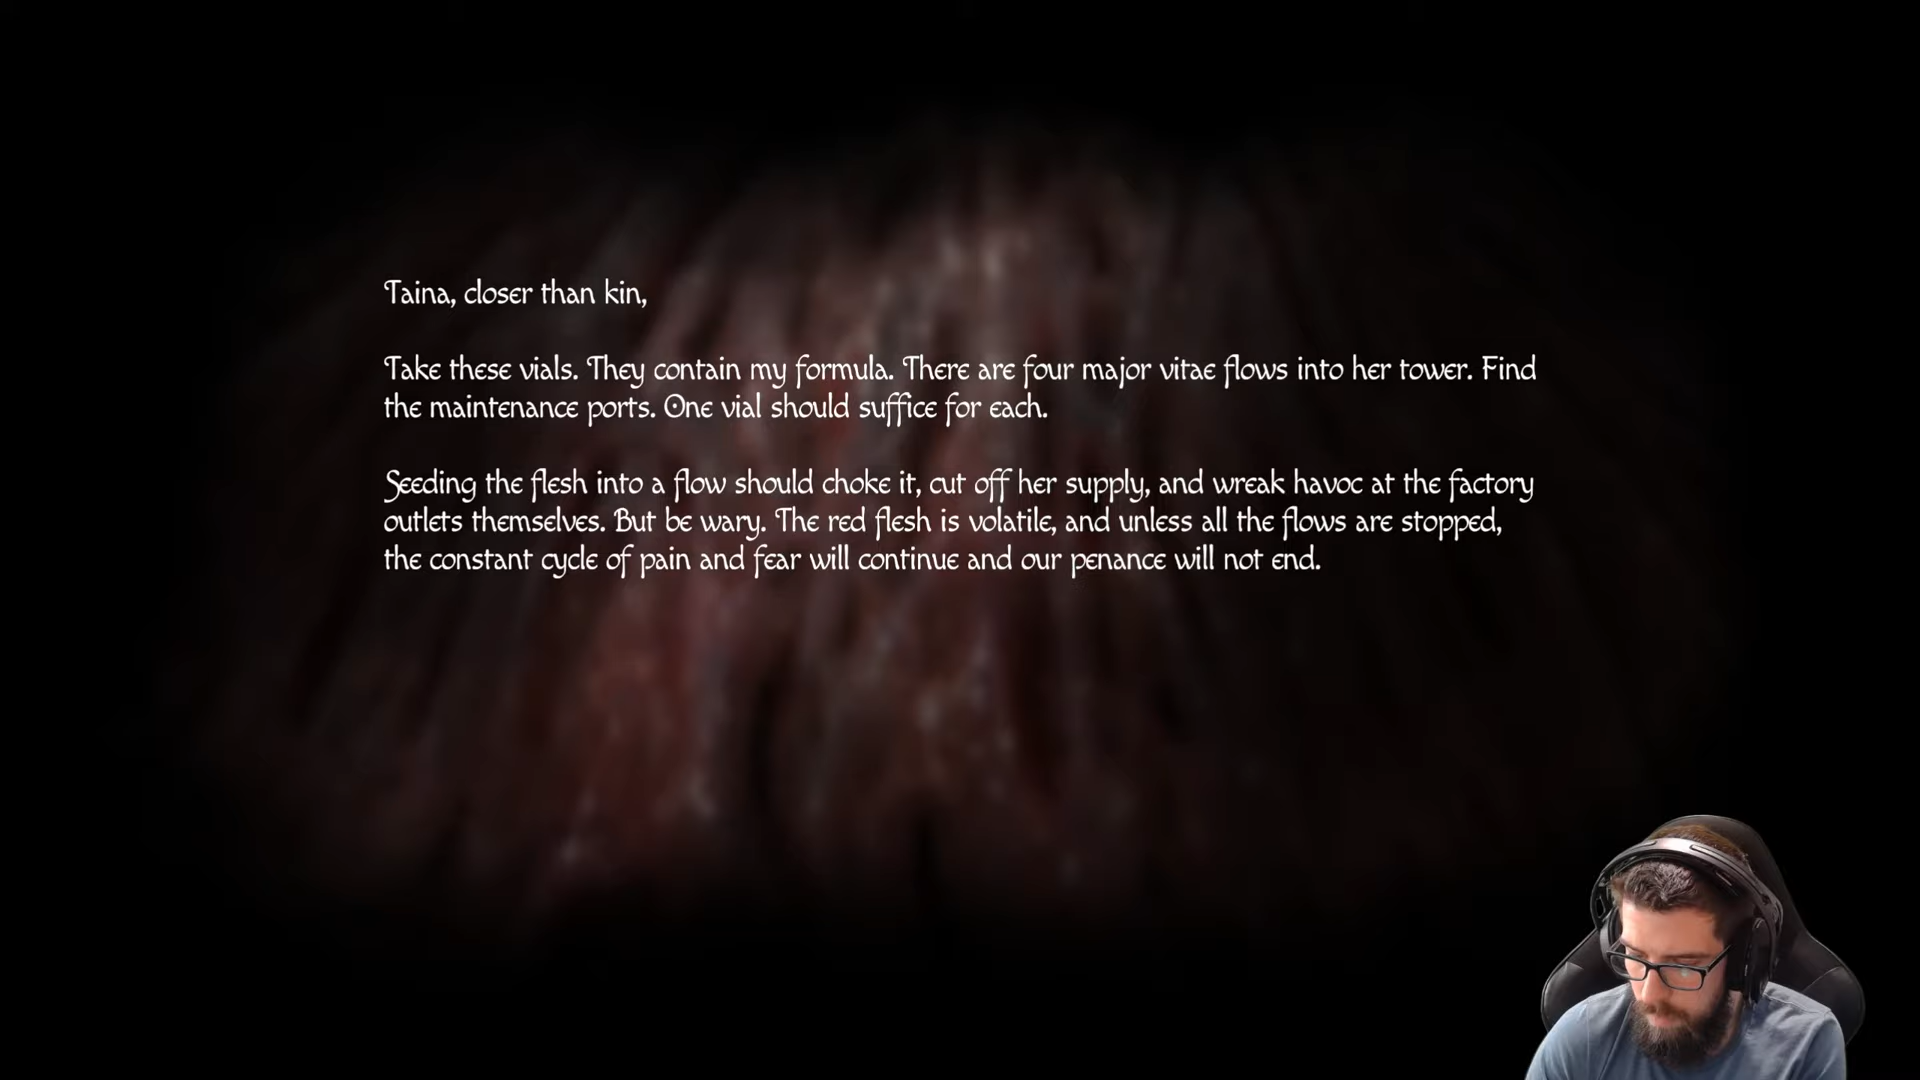 Taina, closer than kin,
Take these vials. They contain my formula. There are four major vitae flows into her tower. Find
the maintenance ports. One vial should suffice for each.
Seeding the flesh into a flow should choke it, cut off her supply, and wreak havoc at the factory
outlets themselves. But be wary. The red flesh is volatile, and unless all the flows are stopped,
the constant cycle of pain and fear will continue and our penance will not end.